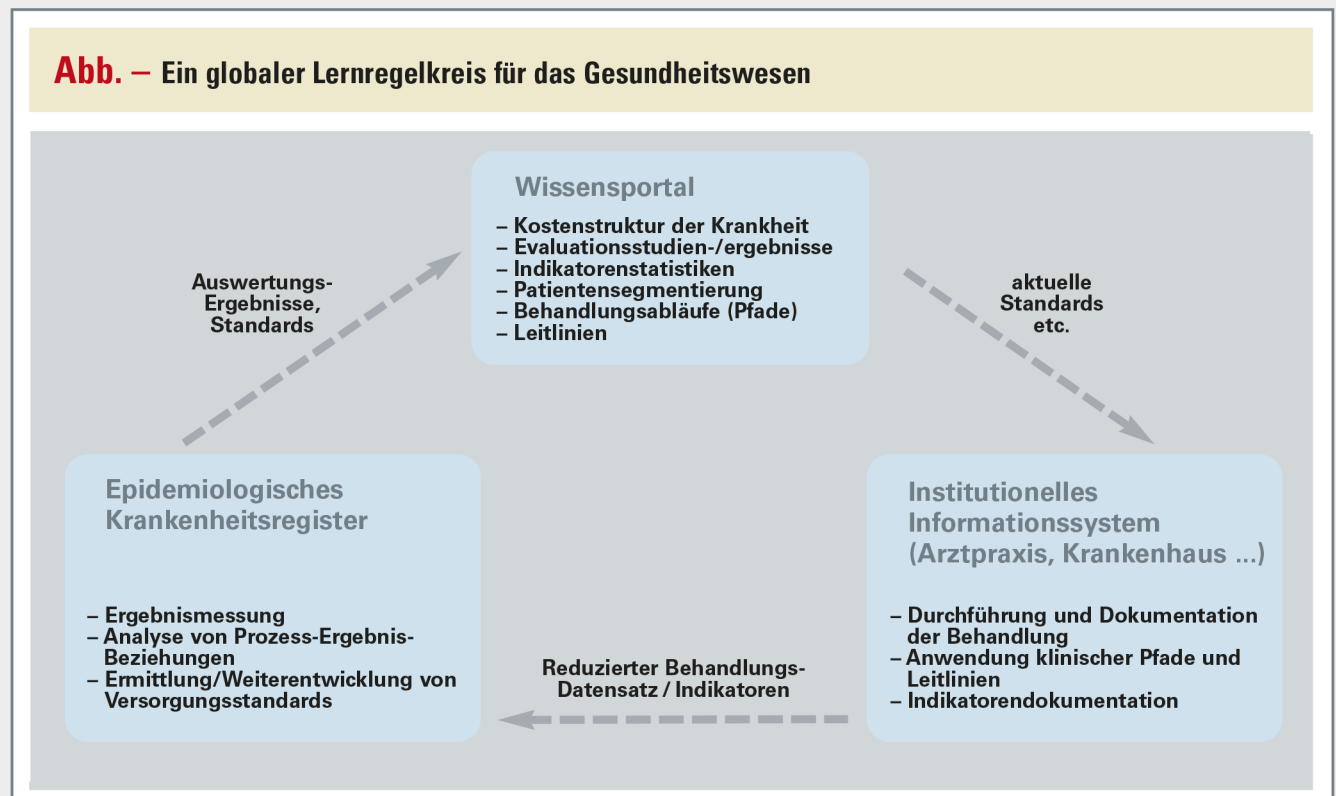 Abb. – Ein globaler Lernregelkreis für das Gesundheitswesen
Wissensportal
– Kostenstruktur der Krankheit
– Evaluationsstudien-/ergebnisse
– Indikatorenstatistiken
– Patientensegmentierung
– Behandlungsabläufe (Pfade)
– Leitlinien
Auswertungs-
Ergebnisse,
Standards
aktuelle
Standards
etc.
Epidemiologisches
Krankenheitsregister
– Ergebnismessung
– Analyse von Prozess-Ergebnis-
Beziehungen
– Ermittlung/Weiterentwicklung von
Versorgungsstandards
Reduzierter Behandlungs-
Datensatz / Indikatoren
Institutionelles
Informationssystem
(Arztpraxis, Krankenhaus ...)
– Durchführung und Dokumentation
der Behandlung
– Anwendung klinischer Pfade und
Leitlinien
– Indikatorendokumentation